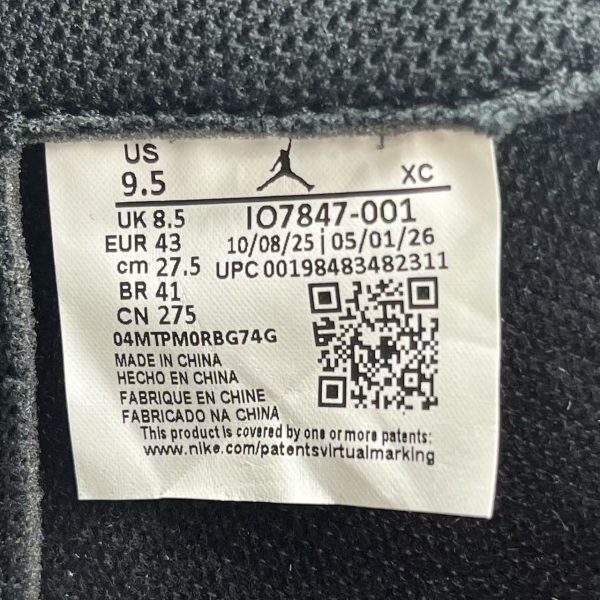 US
9.5
XC
UK 8.5
IO7847-001
EUR 43
10/08/25 | 05/01/26
cm 27.5
UPC 00198483482311
BR 41
CN 275
04MTPM0RBG74G
MADE IN CHINA
HECHO EN CHINA
FABRIQUE EN CHINE
FABRICADO NA CHINA
This product is covered by one or more patents:
www.nike.com/patentsvirtualmarking